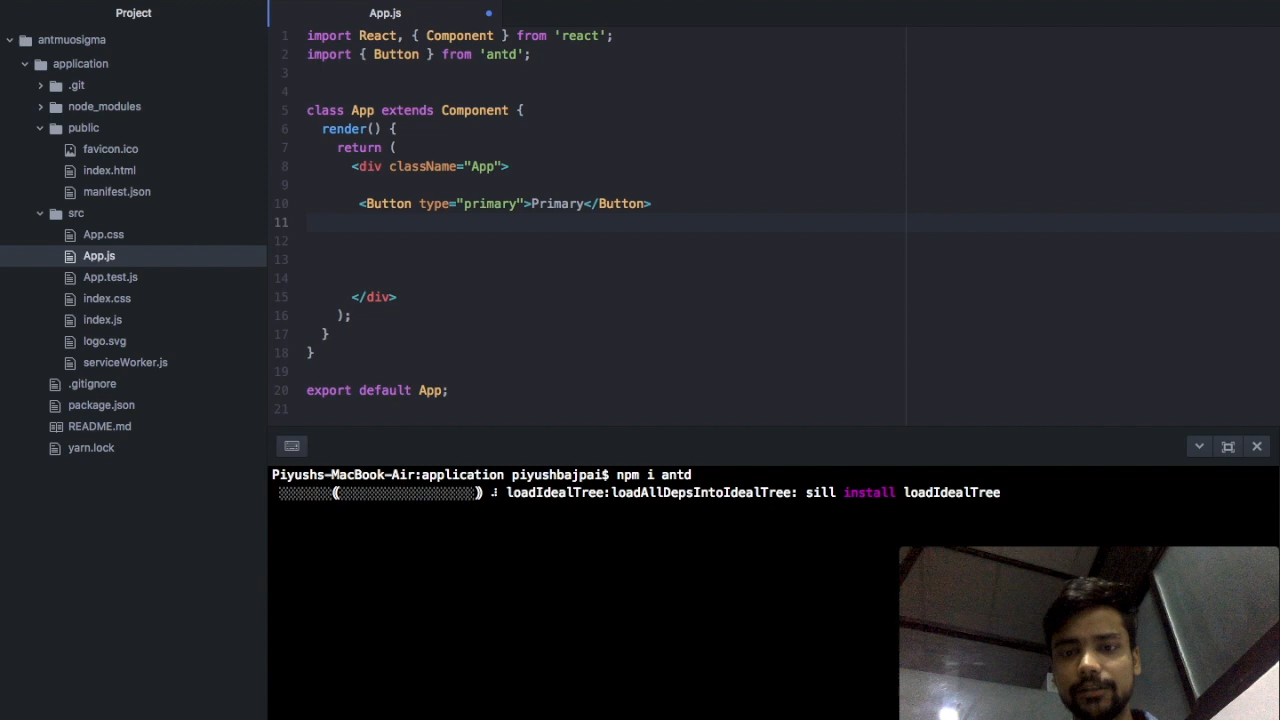 Project
antmuosigma
application
.git
node_modules
public
favicon.ico
index.html
manifest.json
src
App.css
App.js
App.test.js
index.css
index.js
logo.svg
serviceWorker.js
.gitignore
package.json
README.md
yarn.lock
App.js
1 import React, { Component } from 'react';
2 import { Button } from 'antd';
3
4
5 class App extends Component {
6 render() {
7 return (
8 <div className="App">
9
10 <Button type="primary">Primary</Button>
11
12
13
14
15 </div>
16 );
17 }
18 }
19
20 export default App;
21
Piyushs-MacBook-Air:application piyushbajpai$ npm i antd
loadIdealTree:loadAllDepsIntoIdealTree: sill install loadIdealTree